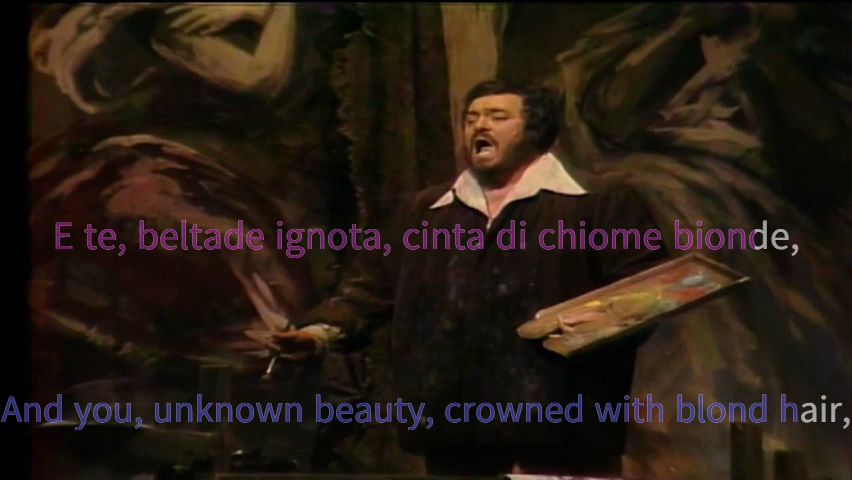 E te, beltade ignota, cinta di chiome bionde,
And you, unknown beauty, crowned with blond hair,